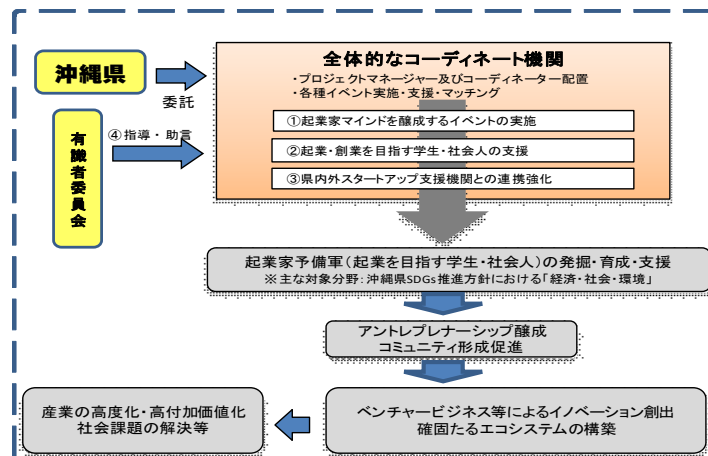 沖縄県
委託
有識者委員会
④指導・助言
全体的なコーディネート機関
・プロジェクトマネージャー及びコーディネーター配置
・各種イベント実施・支援・マッチング
①起業家マインドを醸成するイベントの実施
②起業・創業を目指す学生・社会人の支援
③県内外スタートアップ支援機関との連携強化
起業家予備軍(起業を目指す学生・社会人)の発掘・育成・支援
※主な対象分野:沖縄県SDGs推進方針における「経済・社会・環境」
アントレプレナーシップ醸成
コミュニティ形成促進
ベンチャービジネス等によるイノベーション創出
確固たるエコシステムの構築
産業の高度化・高付加価値化
社会課題の解決等